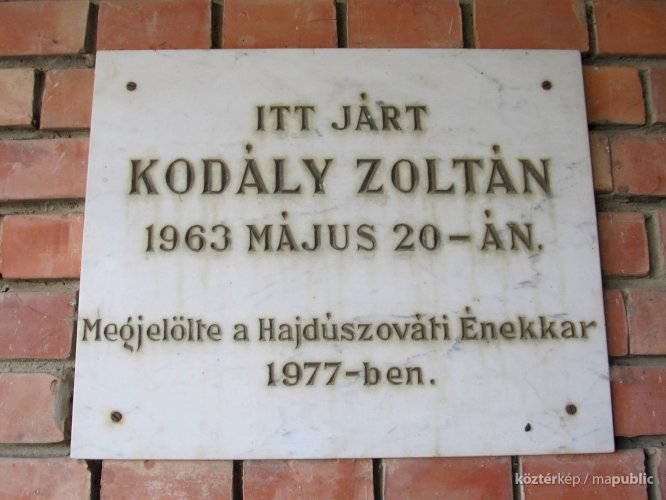 ITT JÁRT
KODÁLY ZOLTÁN
1963 MÁJUS 20-ÁN.
Megjelölte a Hajdúszováti Énekkar
1977-ben.
köztérkép / mapublic